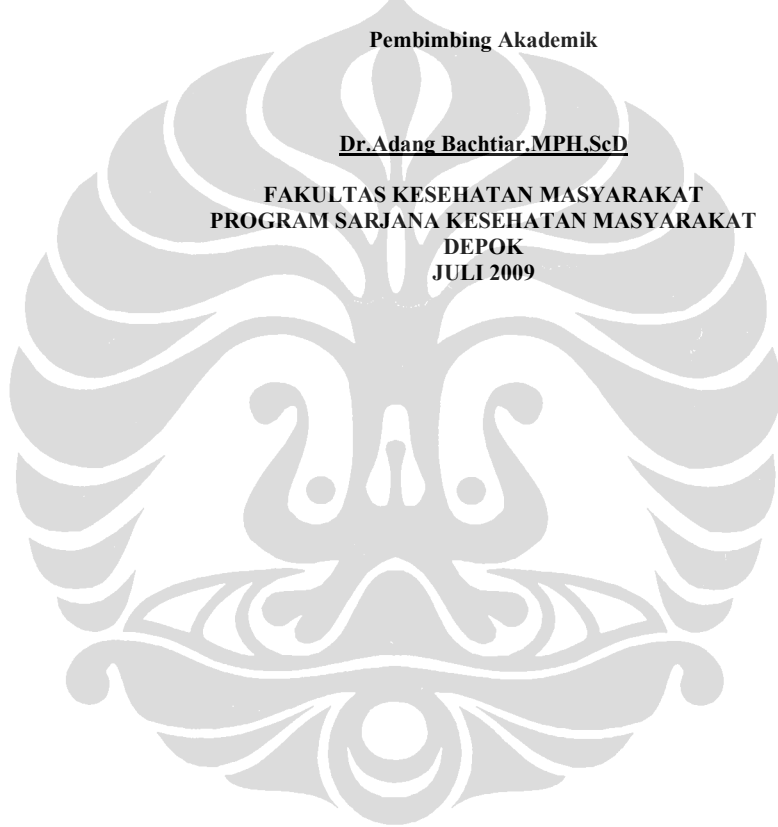 Pembimbing Akademik
Dr.Adang Bachtiar.MPH,ScD
FAKULTAS KESEHATAN MASYARAKAT
PROGRAM SARJANA KESEHATAN MASYARAKAT
DEPOK
JULI 2009